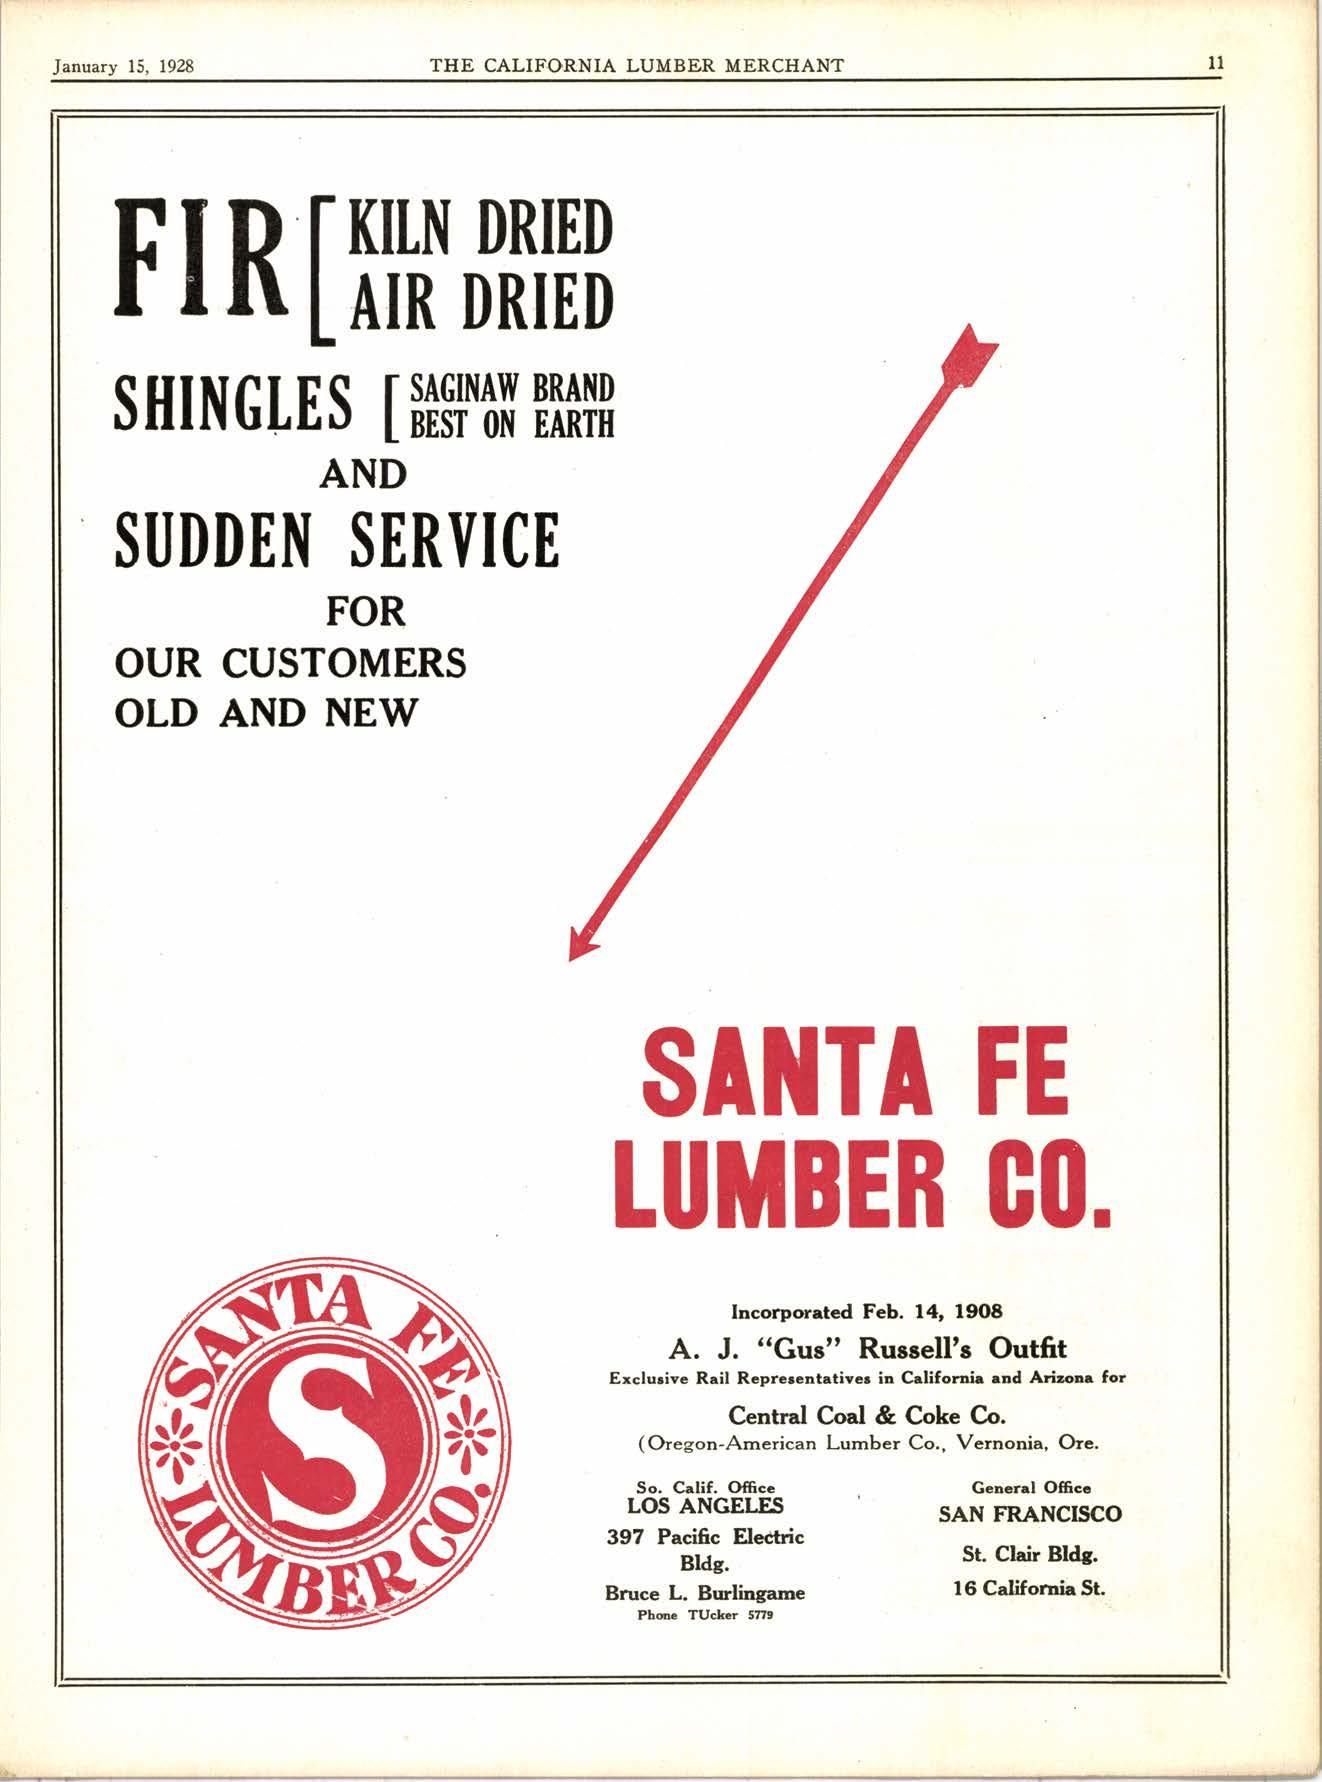 January 15, 1928 THE CALIFORNIA LUMBER MERCHANT 11
FIR [ KILN DRIED
AIR DRIED
SHINGLES [ SAGINAW BRAND
BEST ON EARTH
AND
SUDDEN SERVICE
FOR
OUR CUSTOMERS
OLD AND NEW
SANTA FE
LUMBER CO.
SANTA FE
S
LUMBER CO.
Incorporated Feb. 14, 1908
A. J. “Gus” Russell's Outfit
Exclusive Rail Representatives in California and Arizona for
Central Coal & Coke Co.
(Oregon-American Lumber Co., Vernonia, Ore.
So. Calif. Office
LOS ANGELES
397 Pacific Electric
Bldg.
Bruce L. Burlingame
Phone TUcker 5779
General Office
SAN FRANCISCO
St. Clair Bldg.
16 California St.